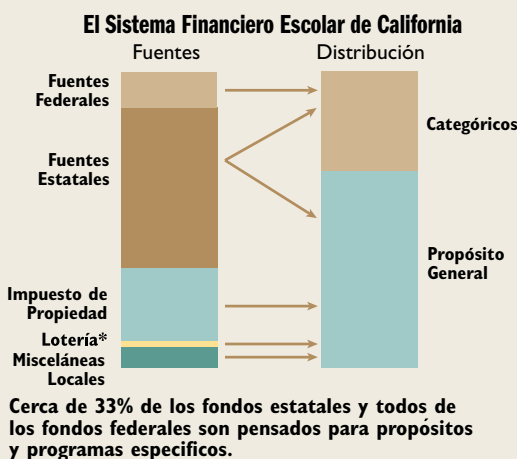 El Sistema Financiero Escolar de California
Fuentes
Distribución
Fuentes
Federales
Categóricos
Fuentes
Estatales
Propósito
General
Impuesto de
Propiedad
Lotería*
Misceláneas
Locales
Cerca de 33% de los fondos estatales y todos de
los fondos federales son pensados para propósitos
y programas especificos.